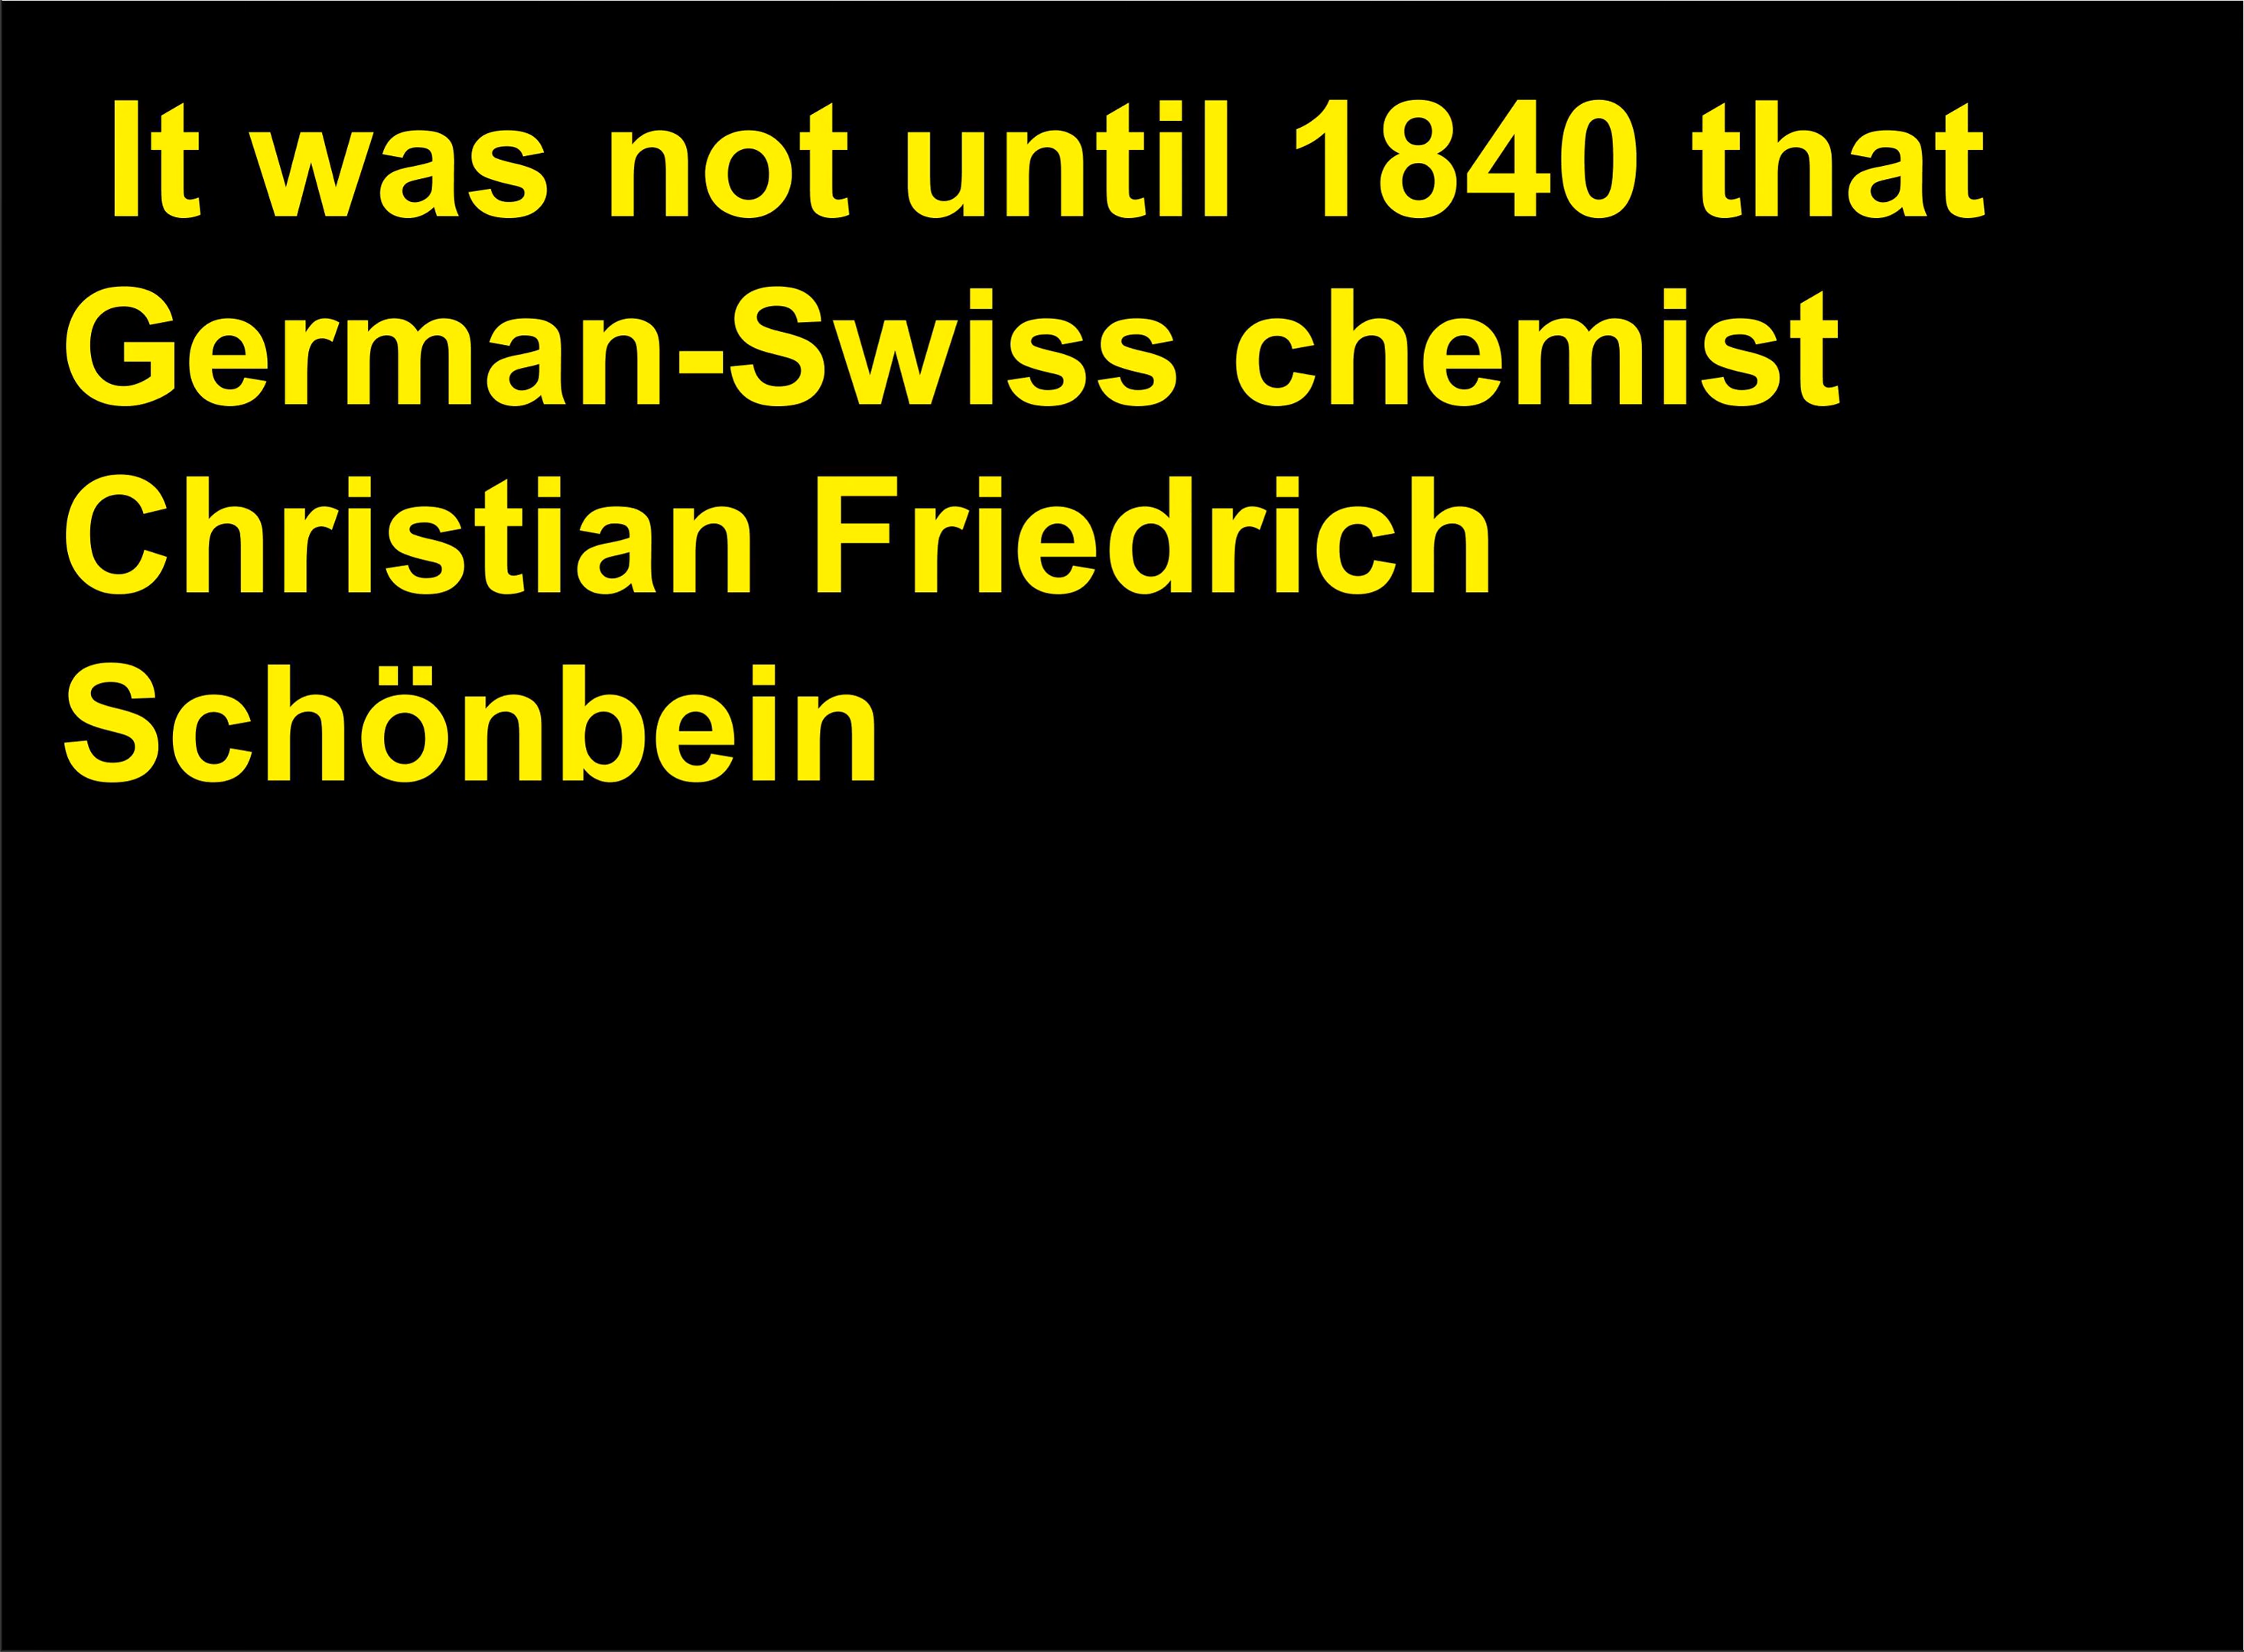 It was not until 1840 that
German-Swiss chemist
Christian Friedrich
Schönbein